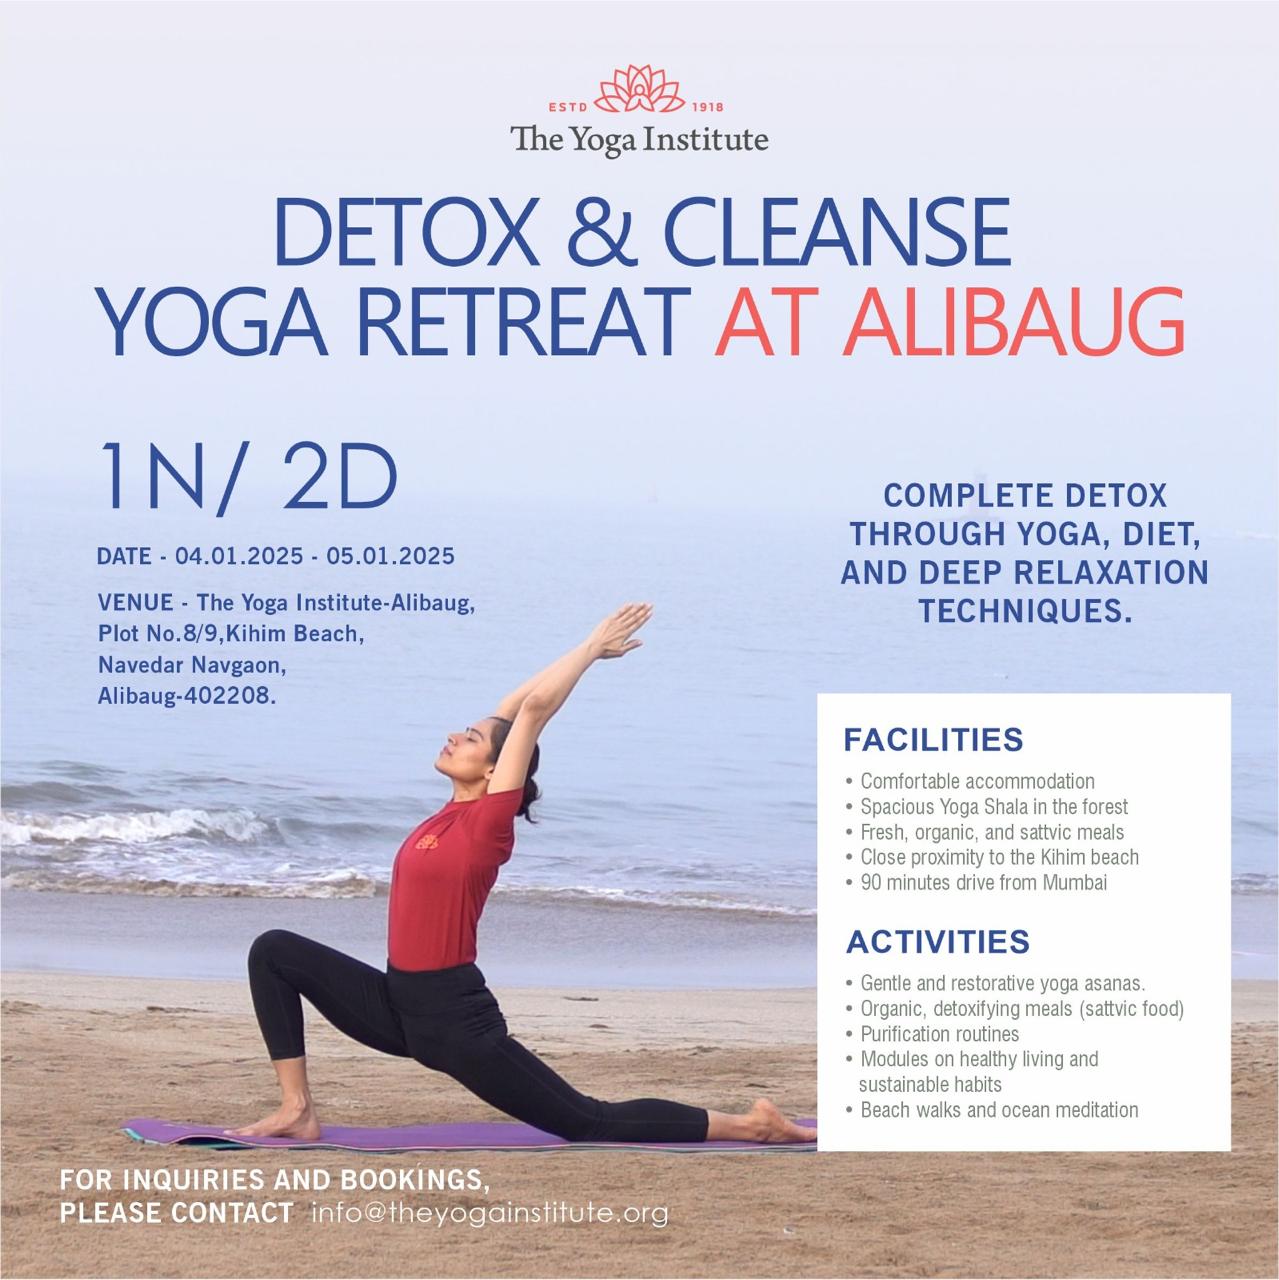 ESTD 1918
The Yoga Institute
DETOX & CLEANSE
YOGA RETREAT AT ALIBAUG
1N/ 2D
DATE - 04.01.2025 - 05.01.2025
VENUE - The Yoga Institute-Alibaug,
Plot No.8/9,Kihim Beach,
Navedar Navgaon,
Alibaug-402208.
COMPLETE DETOX
THROUGH YOGA, DIET,
AND DEEP RELAXATION
TECHNIQUES.
FACILITIES
• Comfortable accommodation
• Spacious Yoga Shala in the forest
• Fresh, organic, and sattvic meals
• Close proximity to the Kihim beach
• 90 minutes drive from Mumbai
ACTIVITIES
• Gentle and restorative yoga asanas.
• Organic, detoxifying meals (sattvic food)
• Purification routines
• Modules on healthy living and
sustainable habits
• Beach walks and ocean meditation
FOR INQUIRIES AND BOOKINGS,
PLEASE CONTACT info@theyogainstitute.org